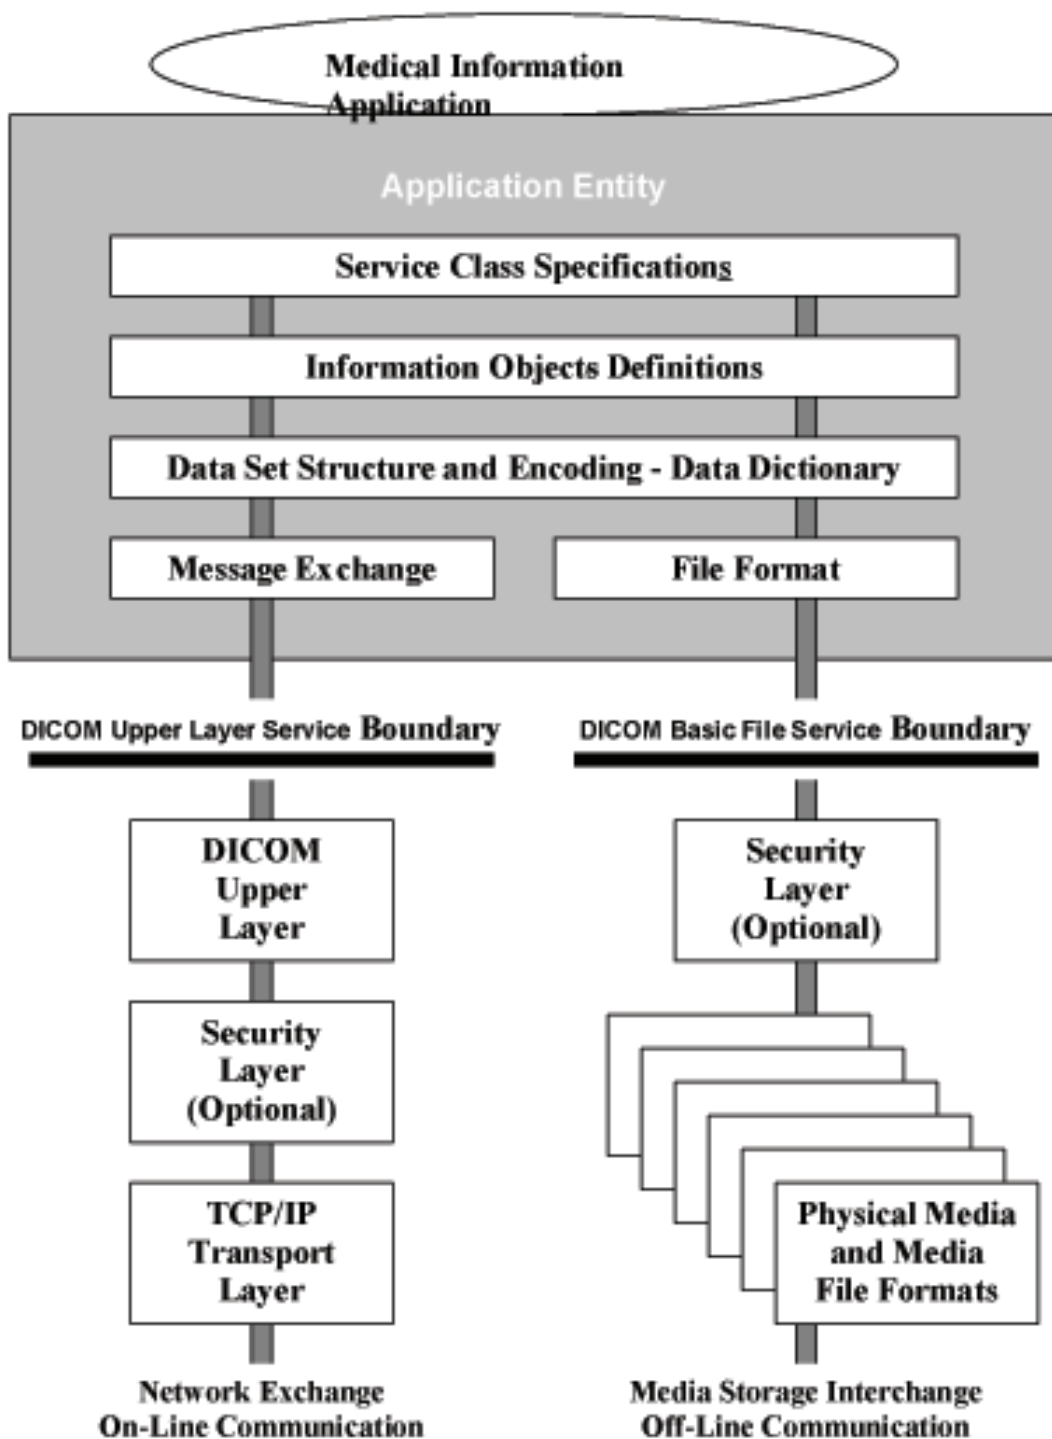 Medical Information
Application
Application Entity
Service Class Specifications
Information Objects Definitions
Data Set Structure and Encoding - Data Dictionary
Message Exchange
File Format
DICOM Upper Layer Service Boundary
DICOM Basic File Service Boundary
DICOM
Upper
Layer
Security
Layer
(Optional)
TCP/IP
Transport
Layer
Network Exchange
On-Line Communication
Security
Layer
(Optional)
Physical Media
and Media
File Formats
Media Storage Interchange
Off-Line Communication